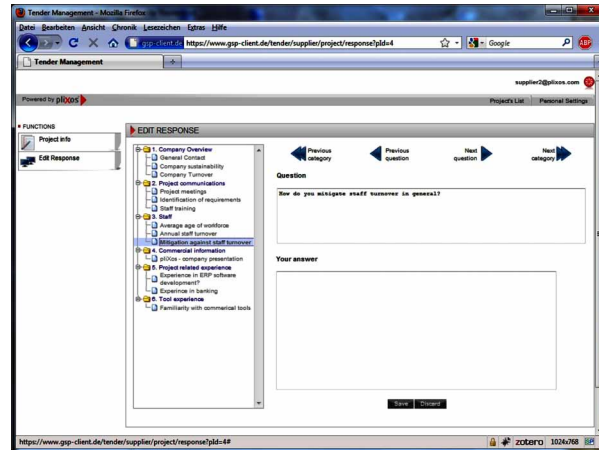 Tender Management - Mozilla Firefox
Datei Bearbeiten Ansicht Chronik Lesezeichen Extras Hilfe
gsp-client.de https://www.gsp-client.de/tender/supplier/project/response?pId=4
Google
ABP
Tender Management
supplier2@plixos.com
Powered by plixos
Project's List Personal Settings
FUNCTIONS
Project info
Edit Response
EDIT RESPONSE
1. Company Overview
General Contact
Company sustainability
Company Turnover
2. Project communications
Project meetings
Identification of requirements
Staff training
3. Staff
Average age of workforce
Annual staff turnover
Mitigation against staff turnover
4. Commercial information
pliXos - company presentation
5. Project related experience
Experience in ERP software
development?
Experince in banking
6. Tool experience
Familiarity with commerical tools
Previous
category
Previous
question
Next
question
Next
category
Question
How do you mitigate staff turnover in general?
Your answer
Save Discard
https://www.gsp-client.de/tender/supplier/project/response?pId=4#
zotero 1024x768